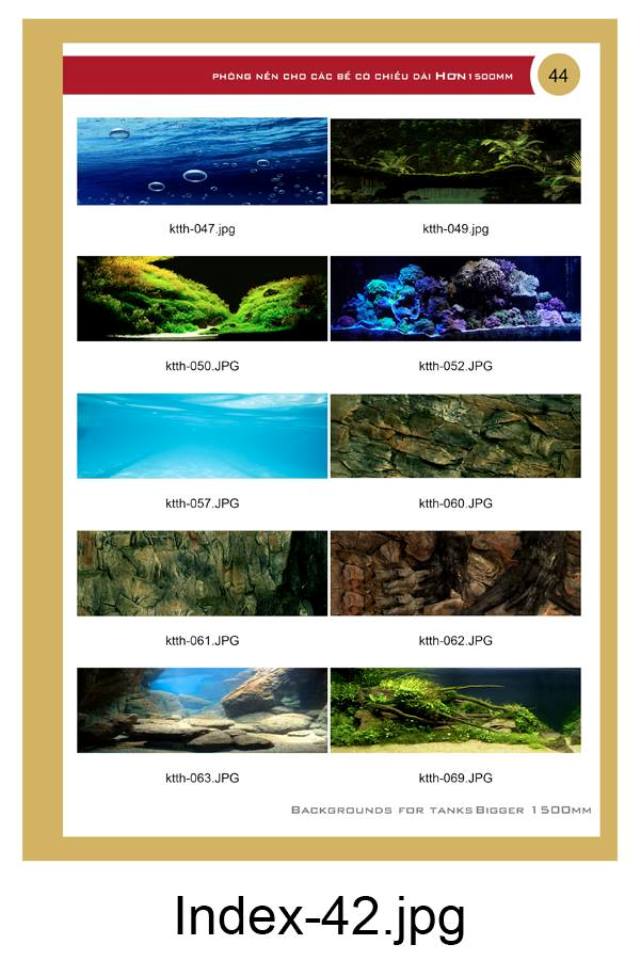 PHÔNG NỀN CHO CÁC BỂ CÓ CHIỀU DÀI HƠN 1500MM
44
ktth-047.jpg ktth-049.jpg
ktth-050.JPG ktth-052.JPG
ktth-057.JPG ktth-060.JPG
ktth-061.JPG ktth-062.JPG
ktth-063.JPG ktth-069.JPG
BACKGROUNDS FOR TANKS BIGGER 1500MM
Index-42.jpg